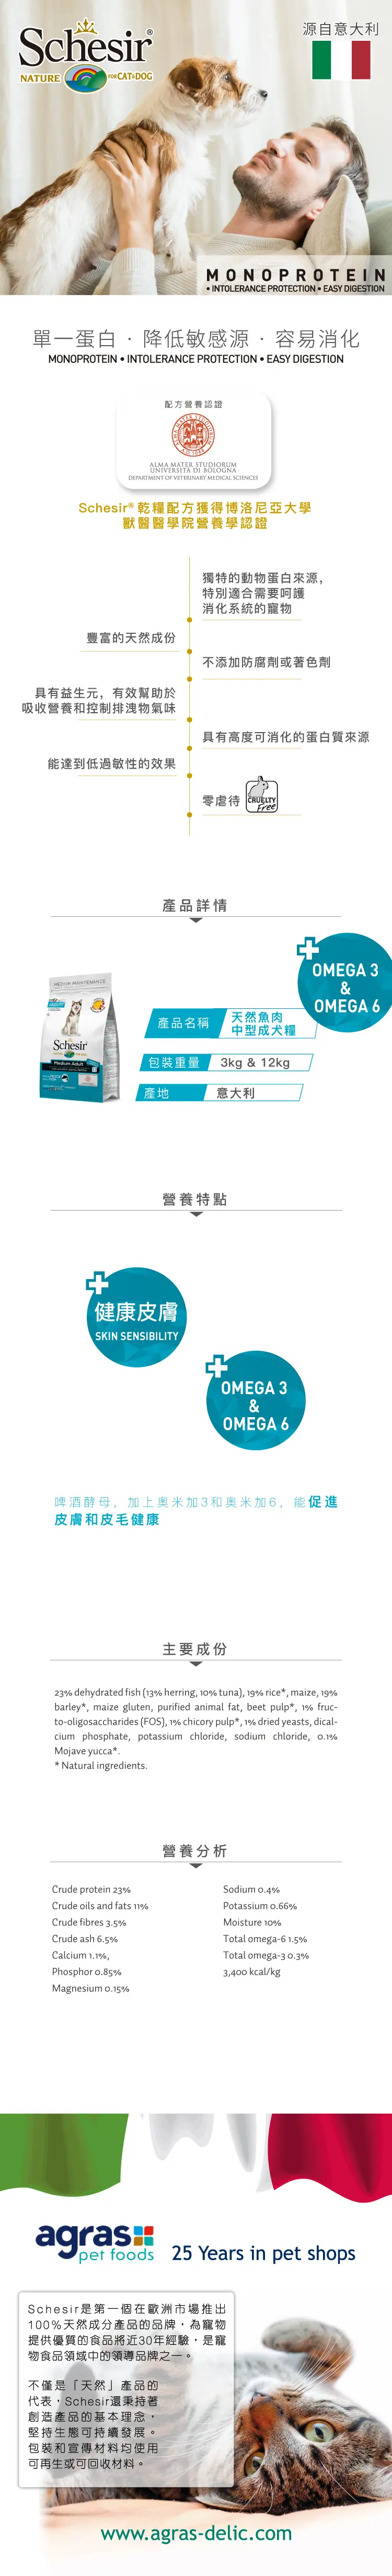 源自意大利
Schesir®
NATURE FOR CAT&DOG
MONOPROTEIN
• INTOLERANCE PROTECTION • EASY DIGESTION
單一蛋白 · 降低敏感源 · 容易消化
MONOPROTEIN • INTOLERANCE PROTECTION • EASY DIGESTION
配方營養認證
ALMA MATER STUDIORUM
UNIVERSITÀ DI BOLOGNA
DEPARTMENT OF VETERINARY MEDICAL SCIENCES
Schesir® 乾糧配方獲得博洛尼亞大學
獸醫醫學院營養學認證
獨特的動物蛋白來源，
特別適合需要呵護
消化系統的寵物
豐富的天然成份
不添加防腐劑或著色劑
具有益生元，有效幫助於
吸收營養和控制排洩物氣味
具有高度可消化的蛋白質來源
能達到低過敏性的效果
零虐待
CRUELTY
Free
產品詳情
OMEGA 3
&
OMEGA 6
MEDIUM MAINTENANCE
Schesir
Medium Adult
產品名稱
天然魚肉
中型成犬糧
包裝重量
3kg & 12kg
產地
意大利
營養特點
健康皮膚
SKIN SENSIBILITY
OMEGA 3
&
OMEGA 6
啤酒酵母，加上奧米加3和奧米加6，能促進
皮膚和皮毛健康
主要成份
23% dehydrated fish (13% herring, 10% tuna), 19% rice*, maize, 19%
barley*, maize gluten, purified animal fat, beet pulp*, 1% fruc-
to-oligosaccharides (FOS), 1% chicory pulp*, 1% dried yeasts, dical-
cium phosphate, potassium chloride, sodium chloride, 0.1%
Mojave yucca*.
* Natural ingredients.
營養分析
Crude protein 23%
Crude oils and fats 11%
Crude fibres 3.5%
Crude ash 6.5%
Calcium 1.1%,
Phosphor 0.85%
Magnesium 0.15%
Sodium 0.4%
Potassium 0.66%
Moisture 10%
Total omega-6 1.5%
Total omega-3 0.3%
3,400 kcal/kg
agras
pet foods
25 Years in pet shops
Schesir是第一個在歐洲市場推出
100%天然成分產品的品牌，為寵物
提供優質的食品將近30年經驗，是寵
物食品領域中的領導品牌之一。
不僅是「天然」產品的
代表，Schesir還秉持著
創造產品的基本理念，
堅持生態可持續發展。
包裝和宣傳材料均使用
可再生或可回收材料。
www.agras-delic.com